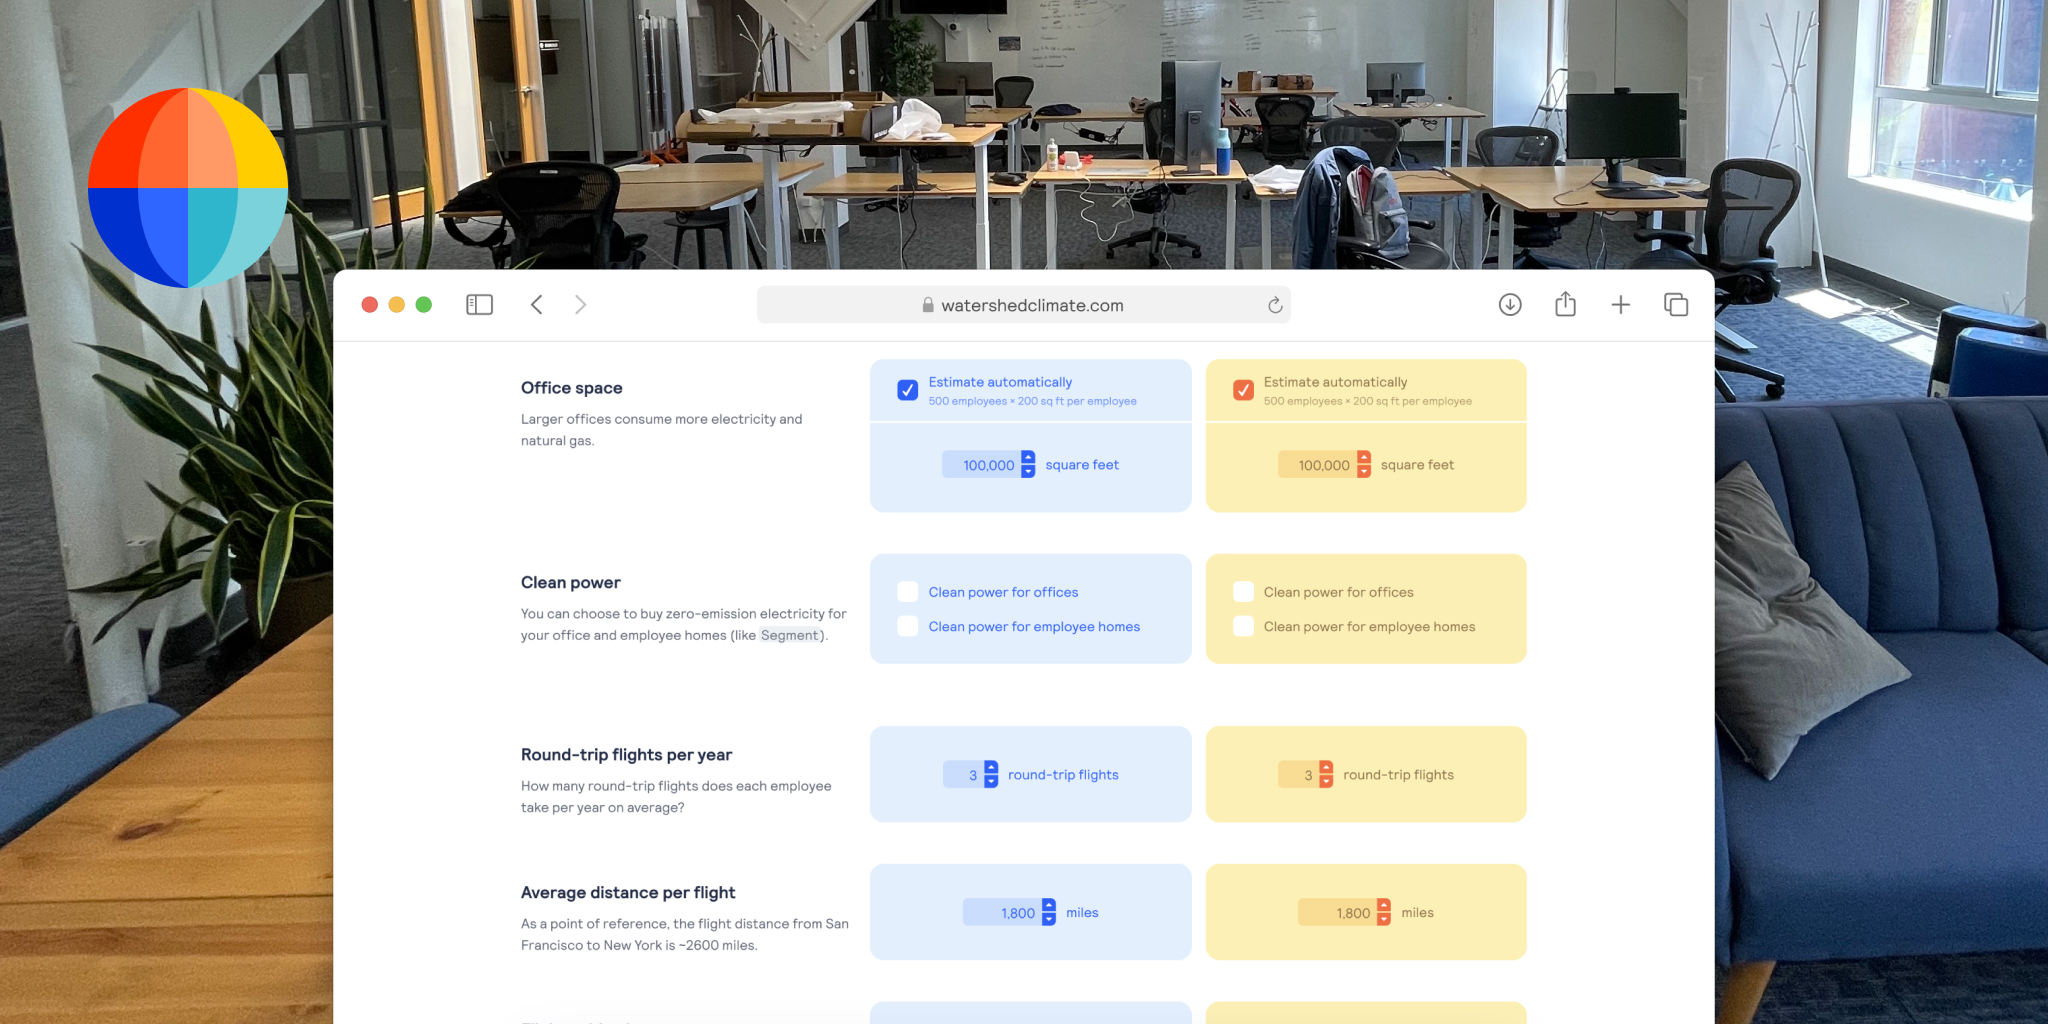 watershedclimate.com
Office space
Larger offices consume more electricity and
natural gas.
Estimate automatically
500 employees × 200 sq ft per employee
100,000 square feet
Estimate automatically
500 employees × 200 sq ft per employee
100,000 square feet
Clean power
You can choose to buy zero-emission electricity for
your office and employee homes (like Segment).
Clean power for offices
Clean power for employee homes
Clean power for offices
Clean power for employee homes
Round-trip flights per year
How many round-trip flights does each employee
take per year on average?
3 round-trip flights
3 round-trip flights
Average distance per flight
As a point of reference, the flight distance from San
Francisco to New York is ~2600 miles.
1,800 miles
1,800 miles